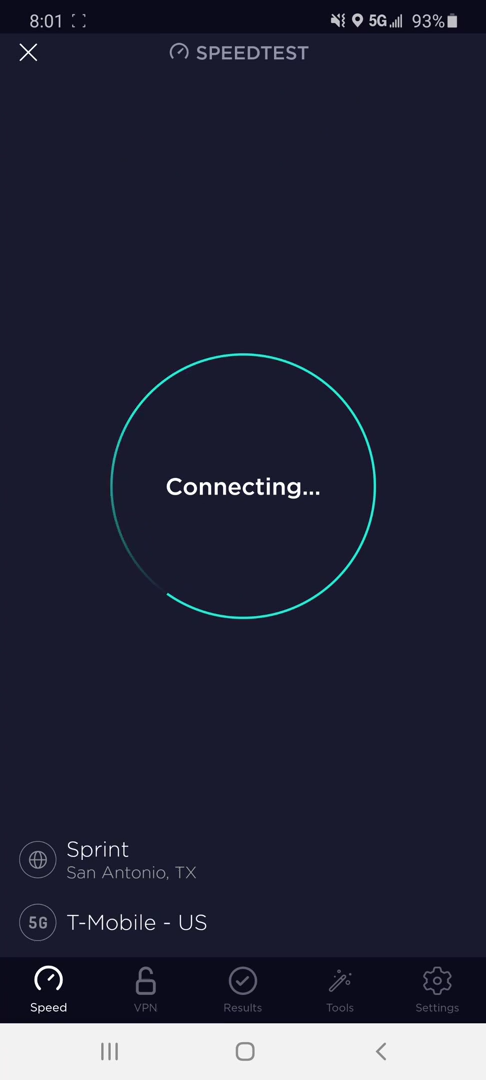 8:01 5G 93%
SPEEDTEST
Connecting...
Sprint
San Antonio, TX
5G T-Mobile - US
Speed VPN Results Tools Settings